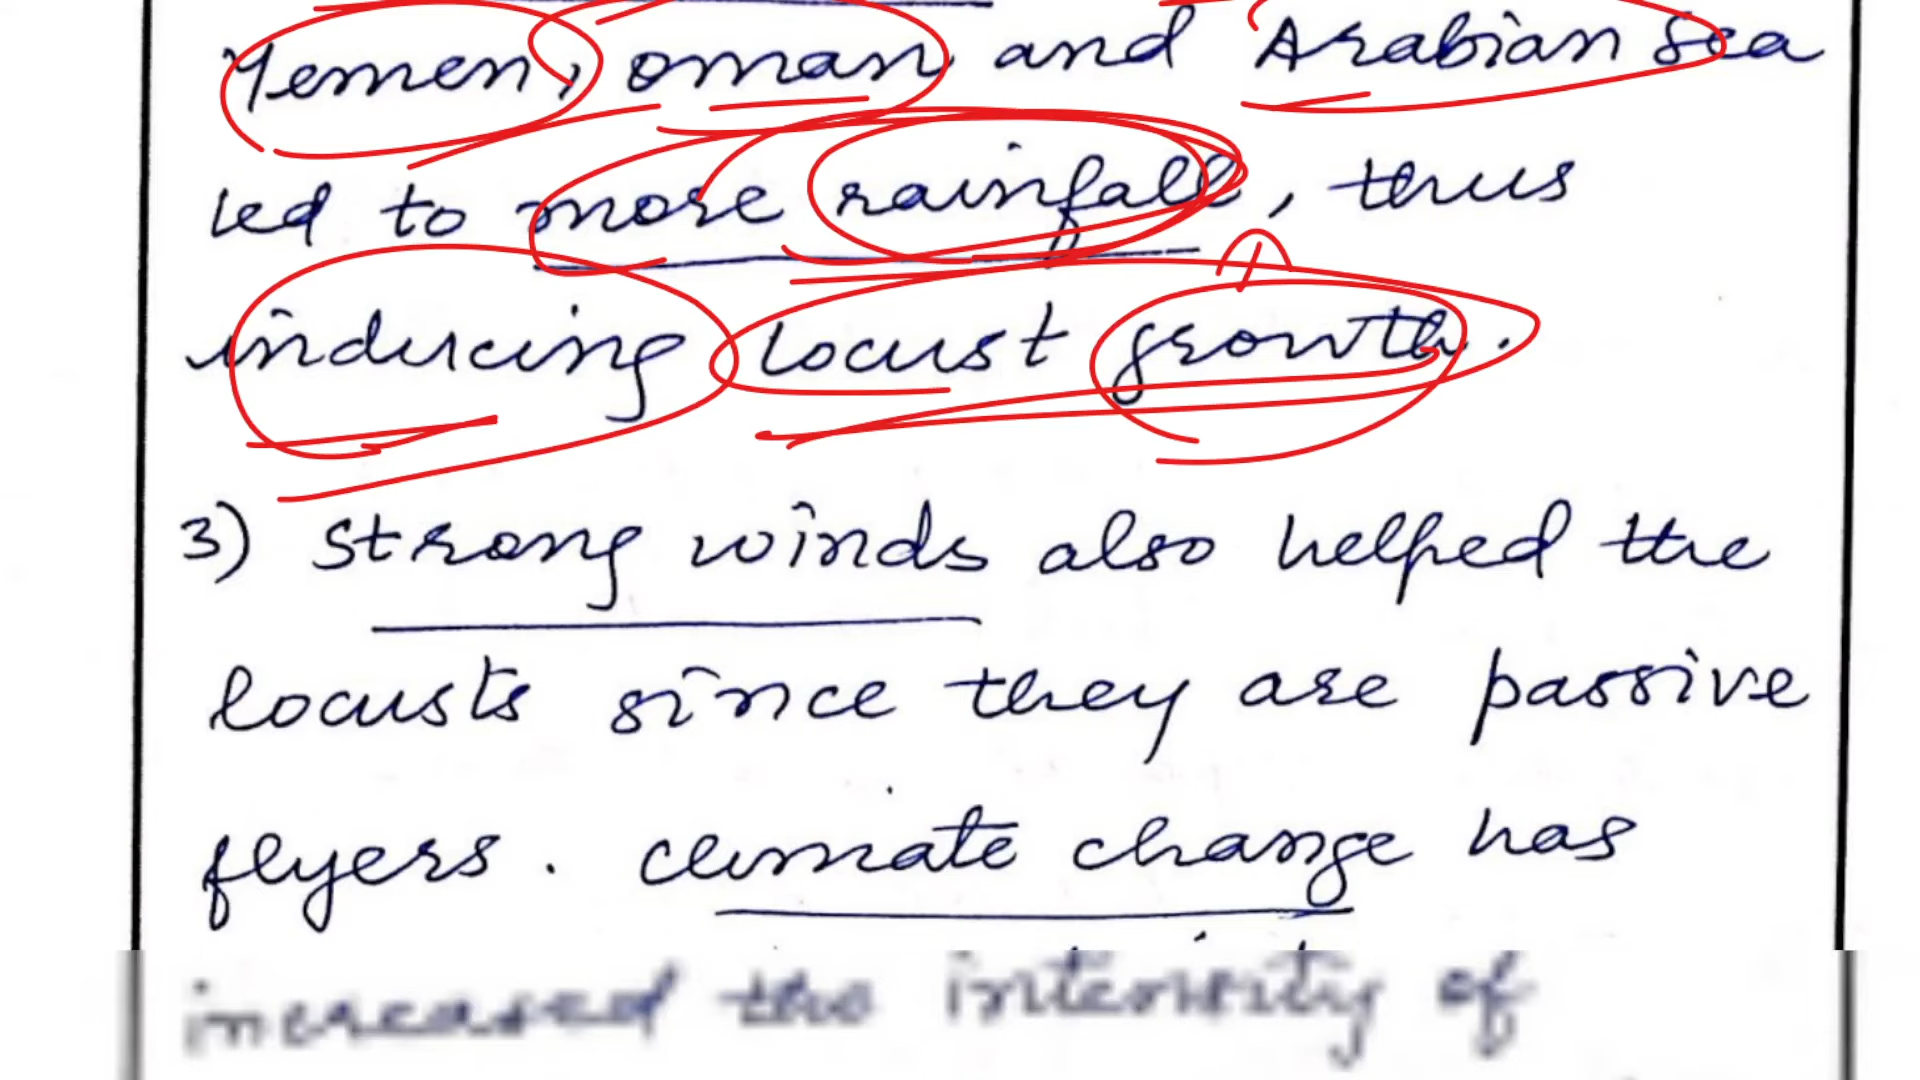 Yemen, oman and Arabian Sea
led to more rainfall, thus
inducing locust growth.
3) Strong winds also helped the
locusts since they are passive
flyers. climate change has
increased the intensity of